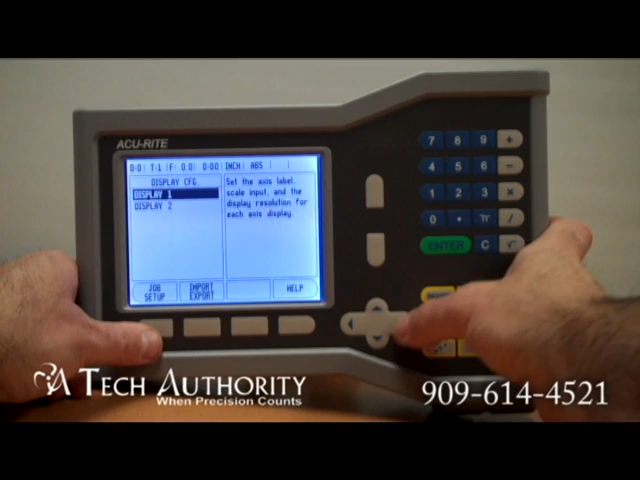 ACU-RITE
0:0 T:1 F: 0.0 0:00 INCH ABS
DISPLAY CFG.
DISPLAY 1
DISPLAY 2
Set the axis label,
scale input, and the
display resolution for
each axis display.
JOB
SETUP
IMPORT
EXPORT
HELP
7 8 9 +
4 5 6 -
1 2 3 X
0 • +/- /
ENTER C √
A TECH AUTHORITY
When Precision Counts
909-614-4521